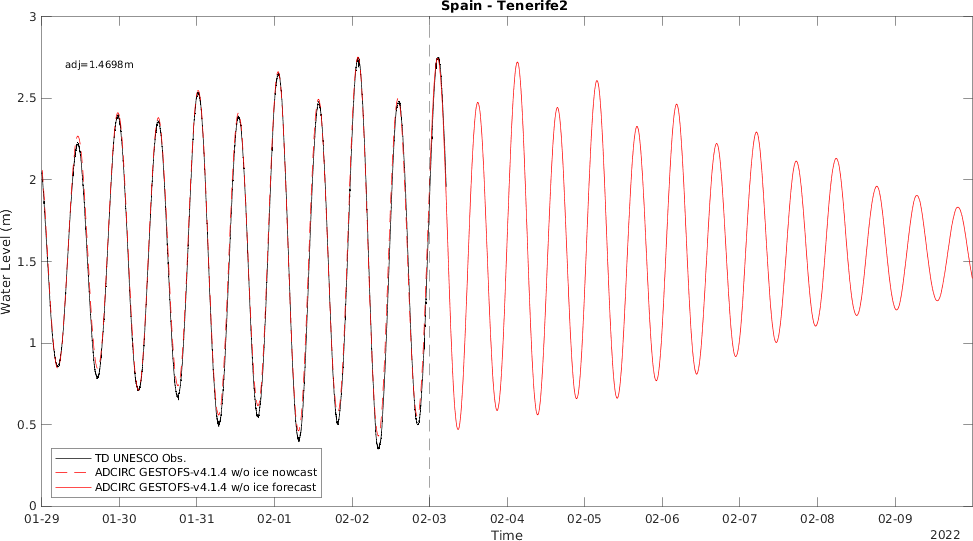 Spain - Tenerife2
adj=1.4698m
3
2.5
2
1.5
1
0.5
0
Water Level (m)
TD UNESCO Obs.
ADCIRC GESTOFS-v4.1.4 w/o ice nowcast
ADCIRC GESTOFS-v4.1.4 w/o ice forecast
01-29 01-30 01-31 02-01 02-02 02-03 02-04 02-05 02-06 02-07 02-08 02-09
Time
2022